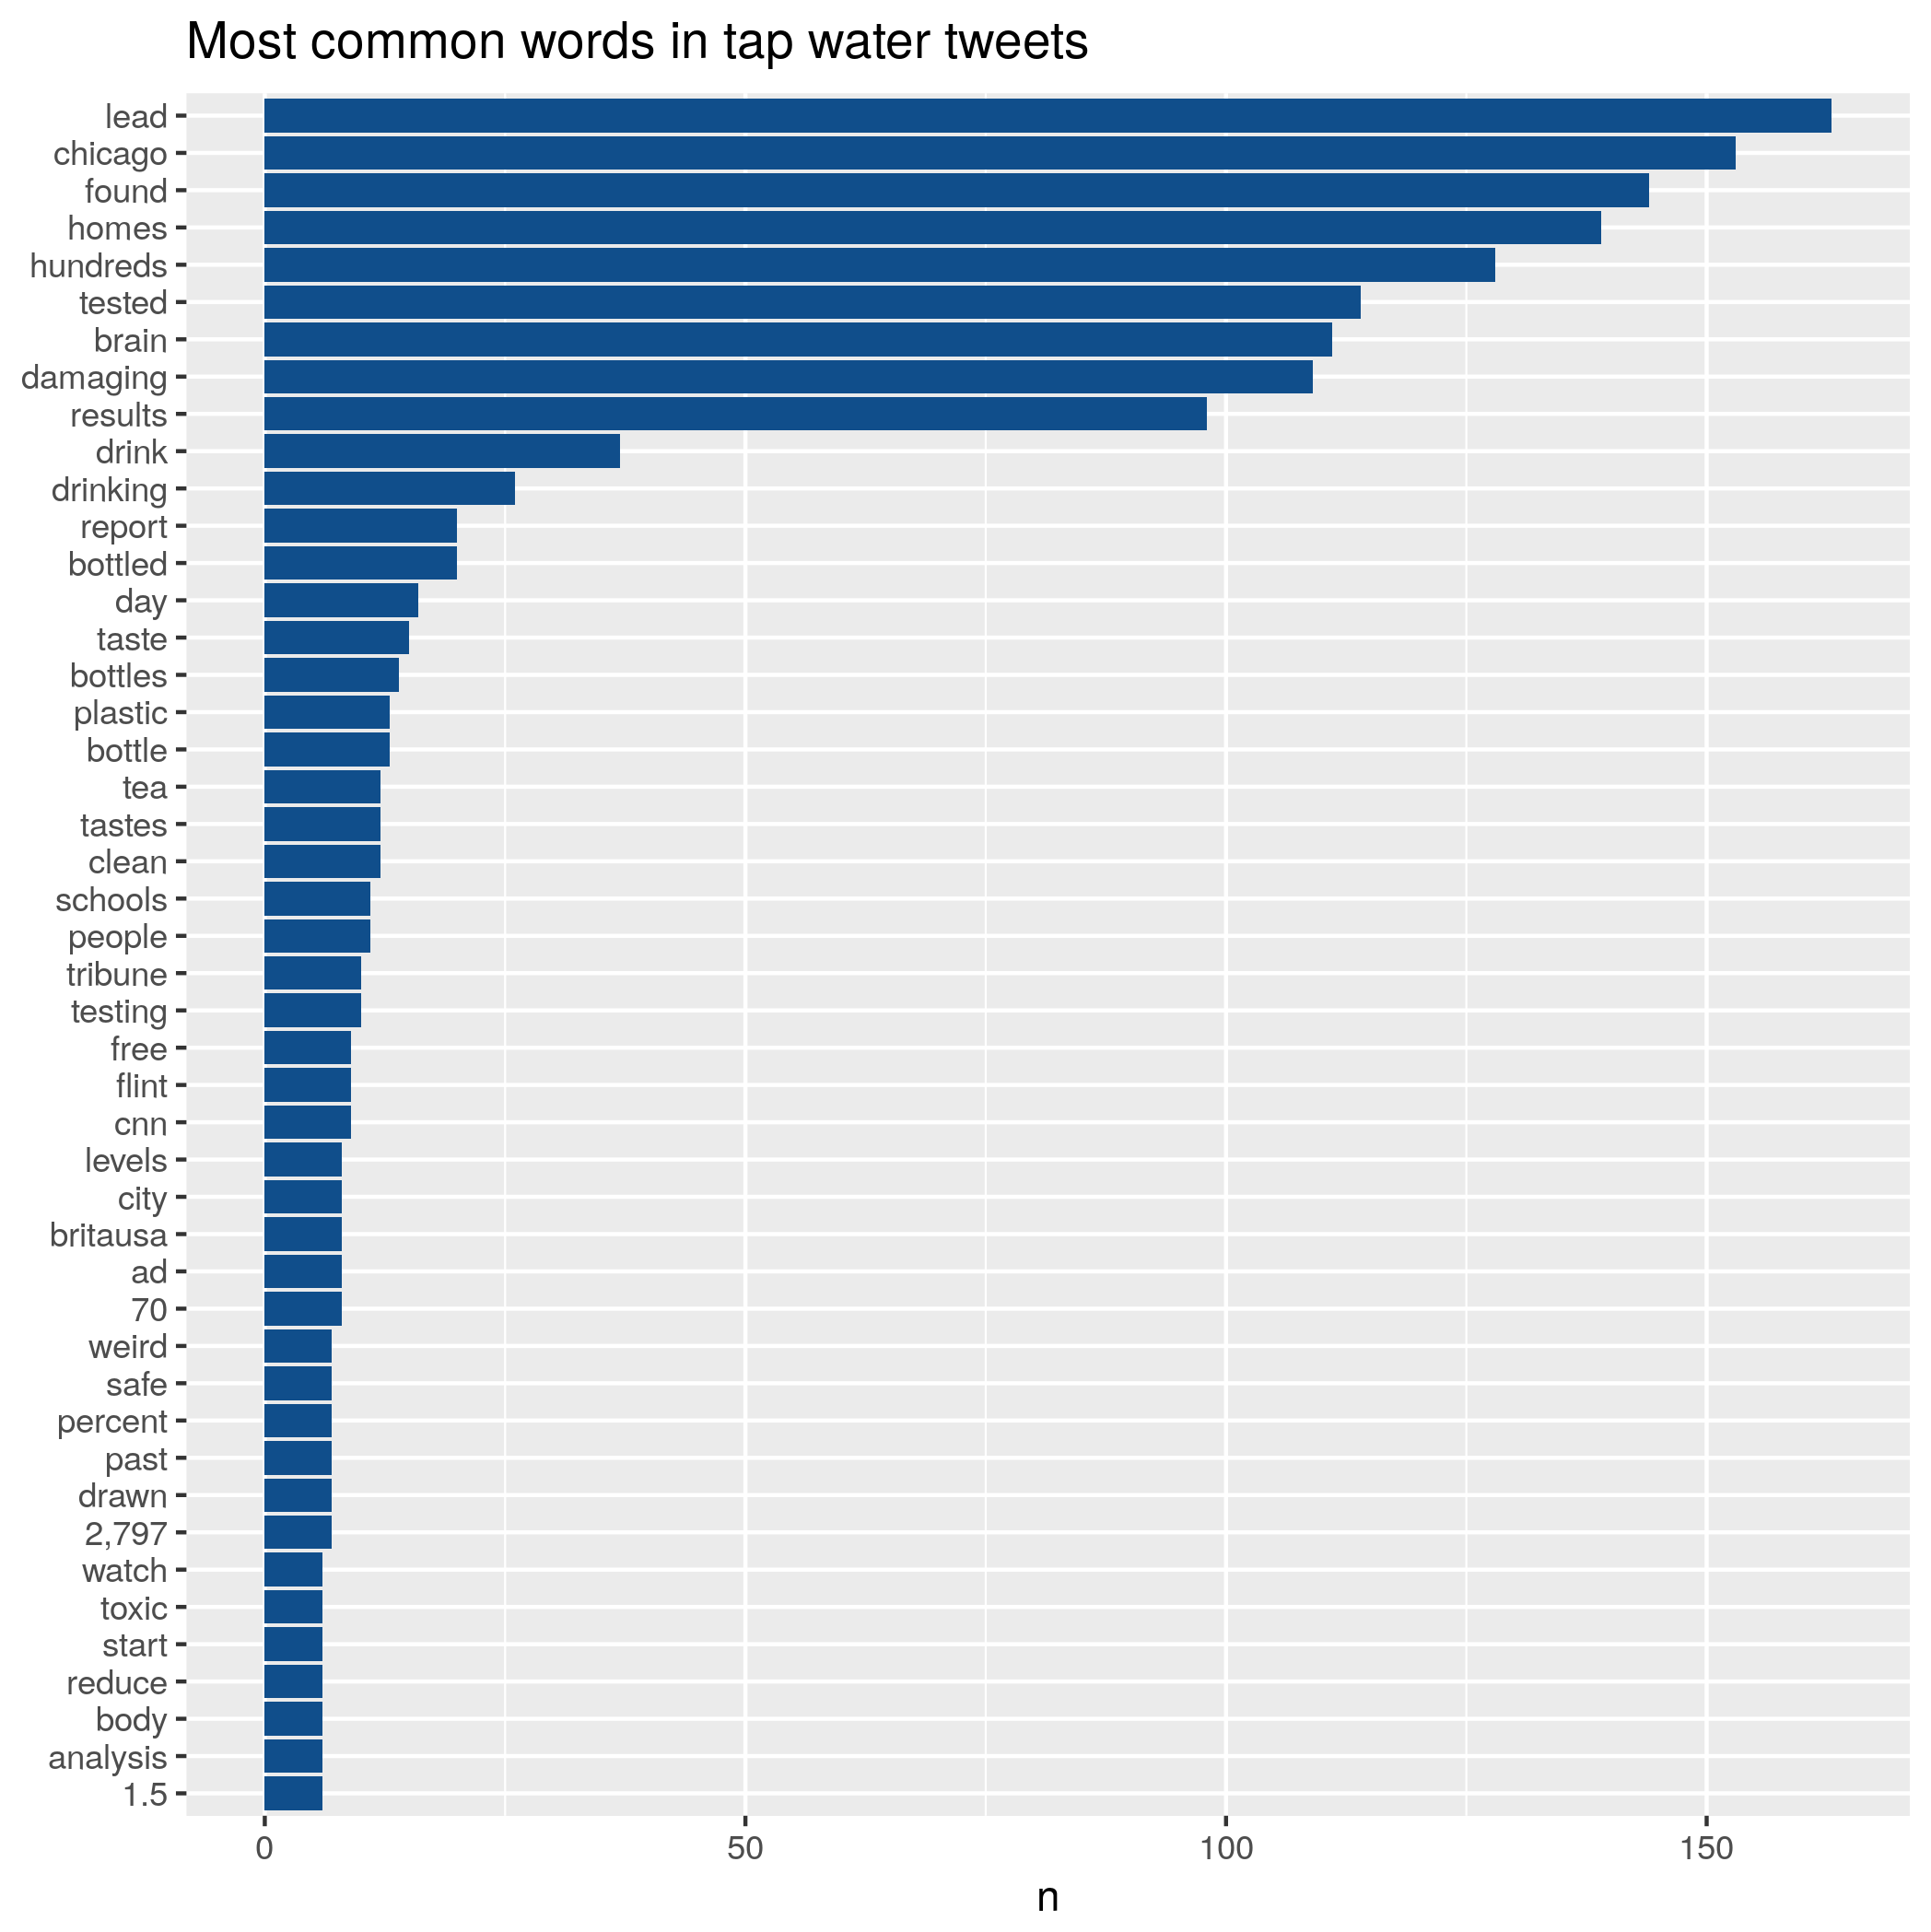 Most common words in tap water tweets
lead
chicago
found
homes
hundreds
tested
brain
damaging
results
drink
drinking
report
bottled
day
taste
bottles
plastic
bottle
tea
tastes
clean
schools
people
tribune
testing
free
flint
cnn
levels
city
britausa
ad
70
weird
safe
percent
past
drawn
2,797
watch
toxic
start
reduce
body
analysis
1.5
0 50 100 150
n